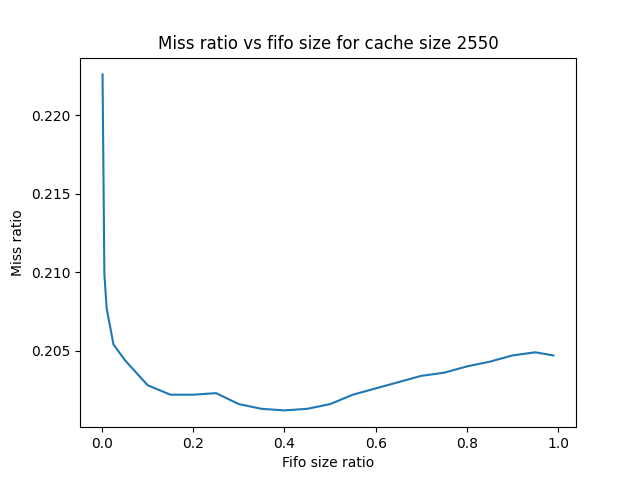 Miss ratio vs fifo size for cache size 2550
0.220
0.215
0.210
0.205
Miss ratio
0.0 0.2 0.4 0.6 0.8 1.0
Fifo size ratio